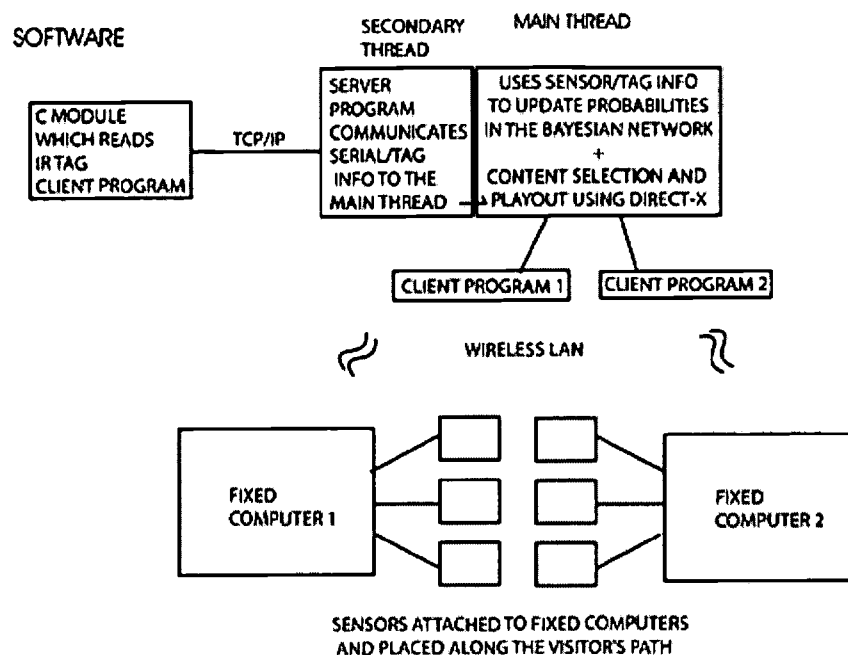 SOFTWARE
SECONDARY
THREAD
MAIN THREAD
C MODULE
WHICH READS
IR TAG
CLIENT PROGRAM
TCP/IP
SERVER
PROGRAM
COMMUNICATES
SERIAL/TAG
INFO TO THE
MAIN THREAD
USES SENSOR/TAG INFO
TO UPDATE PROBABILITIES
IN THE BAYESIAN NETWORK
+
CONTENT SELECTION AND
PLAYOUT USING DIRECT-X
CLIENT PROGRAM 1
CLIENT PROGRAM 2
WIRELESS LAN
FIXED
COMPUTER 1
FIXED
COMPUTER 2
SENSORS ATTACHED TO FIXED COMPUTERS
AND PLACED ALONG THE VISITOR'S PATH